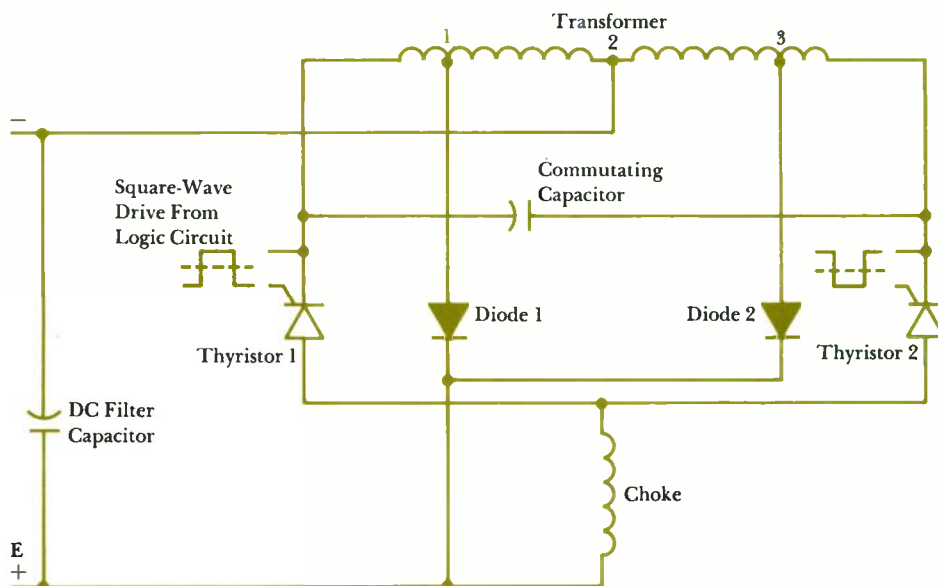 Transformer
1
2
3
−
Square-Wave
Drive From
Logic Circuit
Commutating
Capacitor
Diode 1
Diode 2
Thyristor 1
Thyristor 2
DC Filter
Capacitor
Choke
E
+